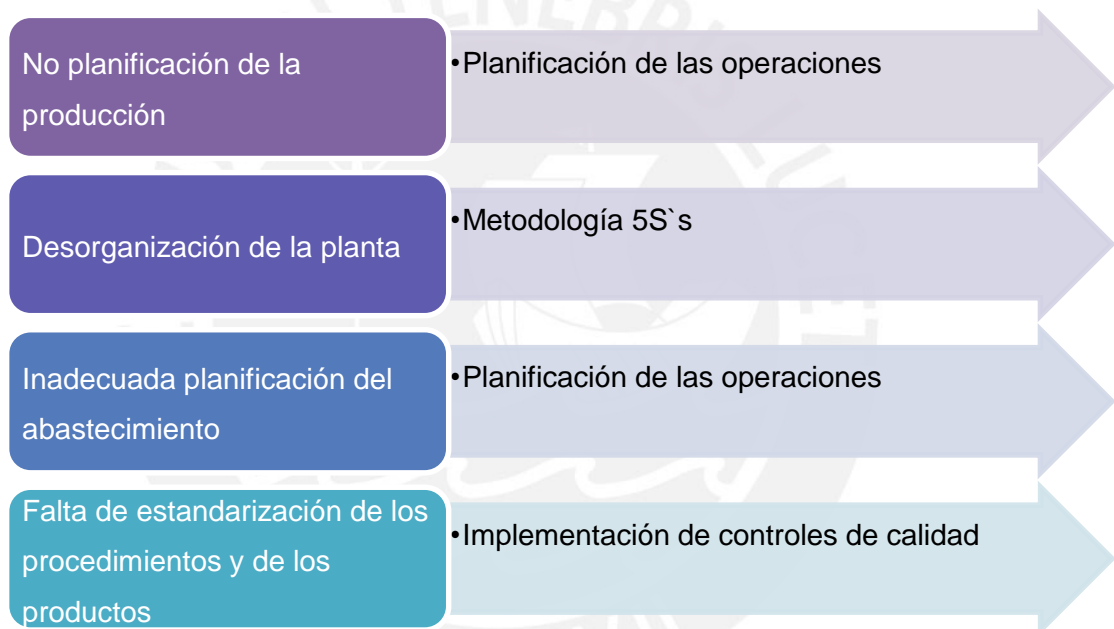 No planificación de la
producción
•Planificación de las operaciones
Desorganización de la planta
•Metodología 5S`s
Inadecuada planificación del
abastecimiento
•Planificación de las operaciones
Falta de estandarización de los
procedimientos y de los
productos
•Implementación de controles de calidad